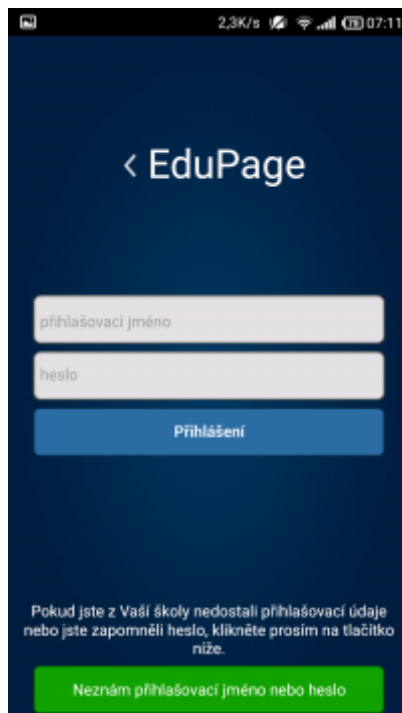 2,3K/s 79 07:11
< EduPage
přihlašovací jméno
heslo
Přihlášení
Pokud jste z Vaší školy nedostali přihlašovací údaje
nebo jste zapomněli heslo, klikněte prosím na tlačítko
níže.
Neznám přihlašovací jméno nebo heslo